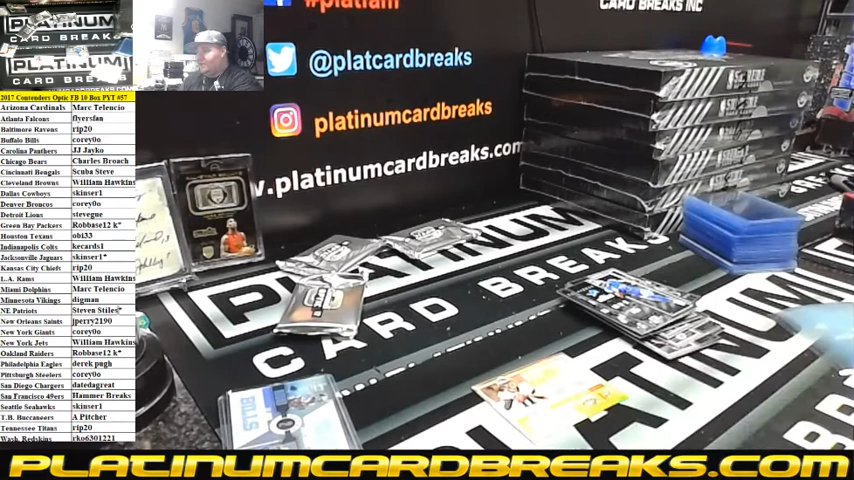 PLATINUM
CARD BREAKS
CARD BREAKS
CARD BREAKS INC
@platcardbreaks
platinumcardbreaks
.platinumcardbreaks.com
2017 Contenders Optic FB 10 Box PYT #57
Arizona Cardinals Marc Telencio
Atlanta Falcons flyersfan
Baltimore Ravens rip20
Buffalo Bills corey0o
Carolina Panthers JJ Jayko
Chicago Bears Charles Broach
Cincinnati Bengals Scuba Steve
Cleveland Browns William Hawkins
Dallas Cowboys skinser1
Denver Broncos corey0o
Detroit Lions stevegue
Green Bay Packers Robbase12 k*
Houston Texans obi33
Indianapolis Colts kecards1
Jacksonville Jaguars skinser1*
Kansas City Chiefs rip20
L.A. Rams William Hawkins
Miami Dolphins Marc Telencio
Minnesota Vikings digman
NE Patriots Steven Stiles*
New Orleans Saints jperry2190
New York Giants corey0o
New York Jets William Hawkins
Oakland Raiders Robbase12 k*
Philadelphia Eagles derek pugh
Pittsburgh Steelers corey0o
San Diego Chargers datedagreat
San Francisco 49ers Hammer Breaks
Seattle Seahawks skinser1
T.B. Buccaneers A Pitcher
Tennessee Titans rip20
Wash. Redskins rko6301221
PLATINUM
CARD BREAKS
PLATINUM
PLATINUMCARDBREAKS.COM